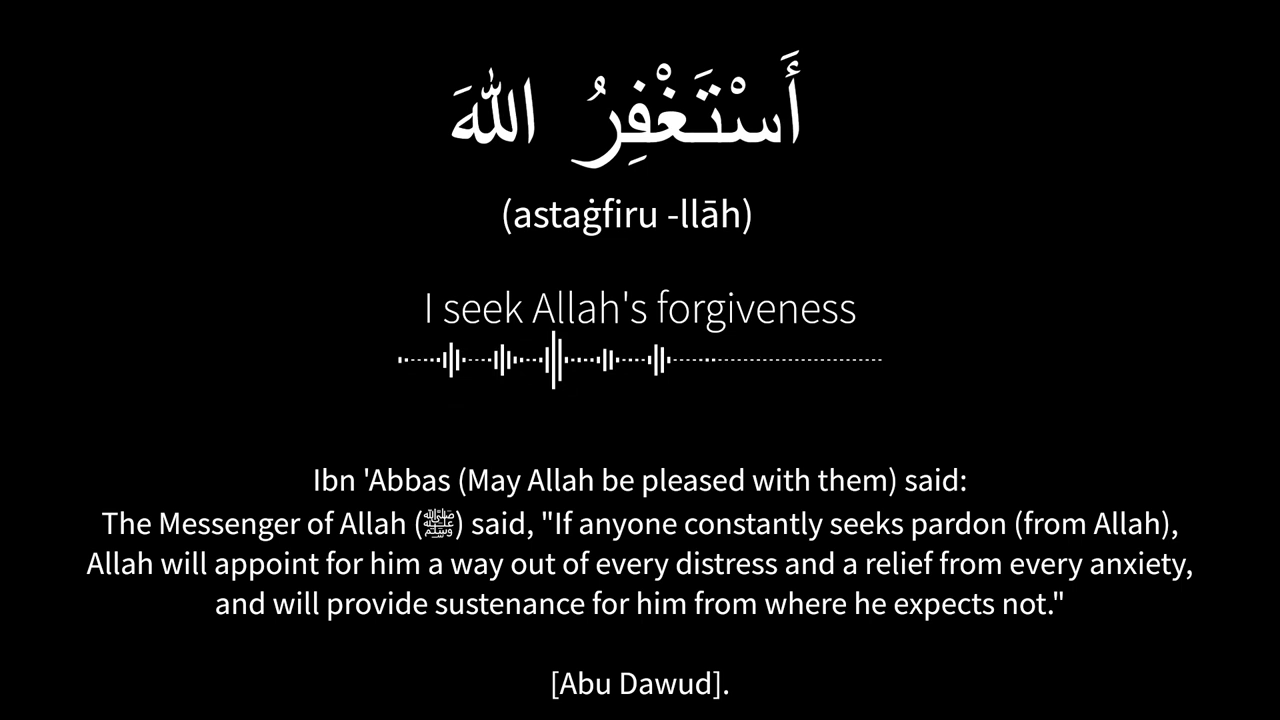 أَسْتَغْفِرُ اللهَ
(astaġfiru -llāh)
I seek Allah's forgiveness
Ibn 'Abbas (May Allah be pleased with them) said:
The Messenger of Allah (ﷺ) said, "If anyone constantly seeks pardon (from Allah),
Allah will appoint for him a way out of every distress and a relief from every anxiety,
and will provide sustenance for him from where he expects not."
[Abu Dawud].